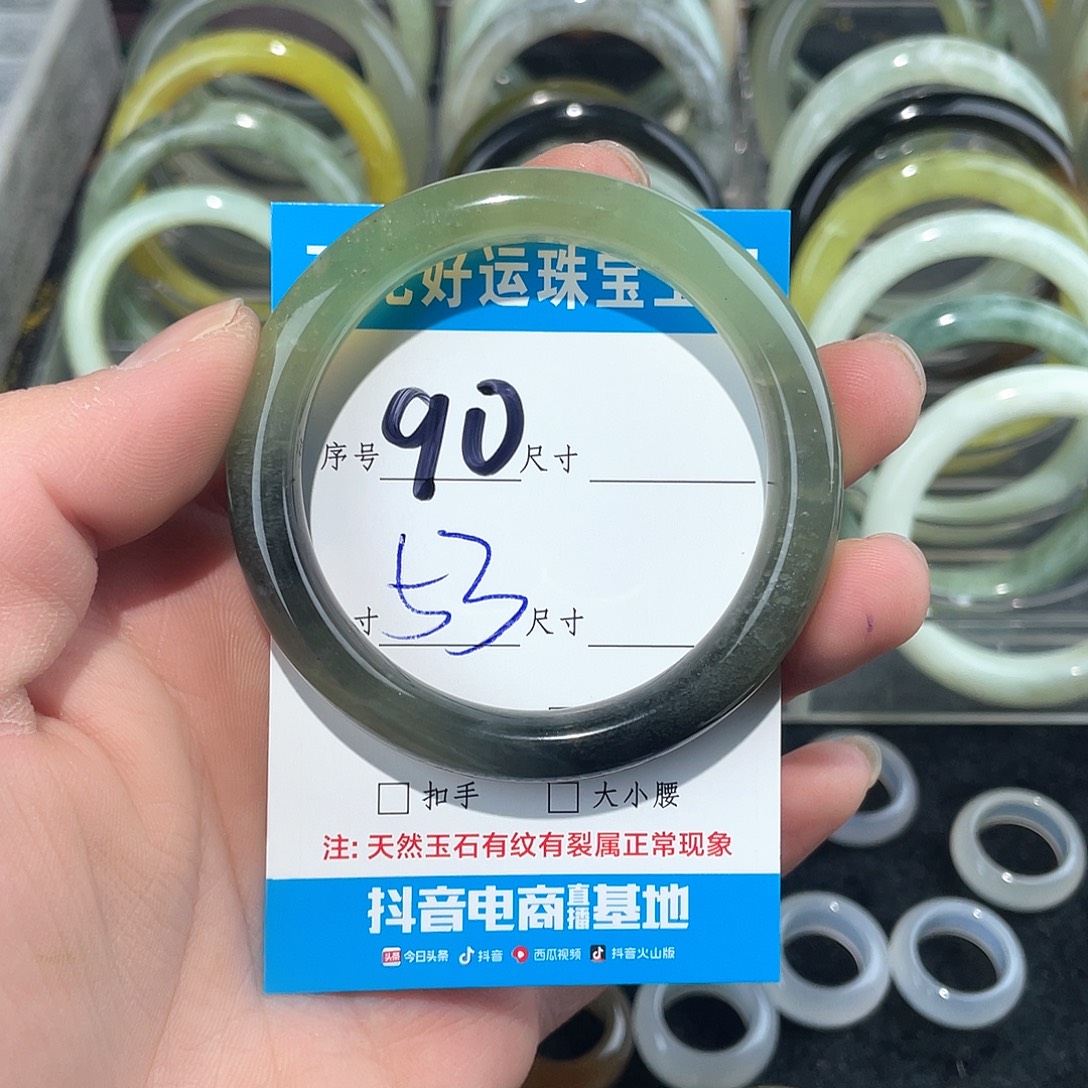 好运珠宝
序号 90 尺寸
寸 53 尺寸
扣手 大小腰
注: 天然玉石有纹有裂属正常现象
抖音电商直播基地
头条 今日头条 抖音 西瓜视频 抖音火山版